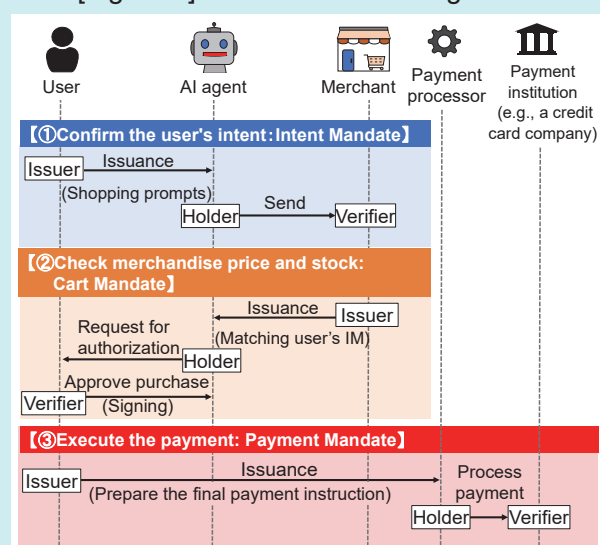 User
AI agent
Merchant
Payment
processor
Payment
institution
(e.g., a credit
card company)
【①Confirm the user's intent:Intent Mandate】
Issuance
Issuer
(Shopping prompts)
Send
Holder
Verifier
【②Check merchandise price and stock:
Cart Mandate】
Issuance
Issuer
Request for
authorization
(Matching user's IM)
Holder
Approve purchase
Verifier
(Signing)
【③Execute the payment: Payment Mandate】
Issuance
Issuer
(Prepare the final payment instruction)
Process
payment
Holder
Verifier